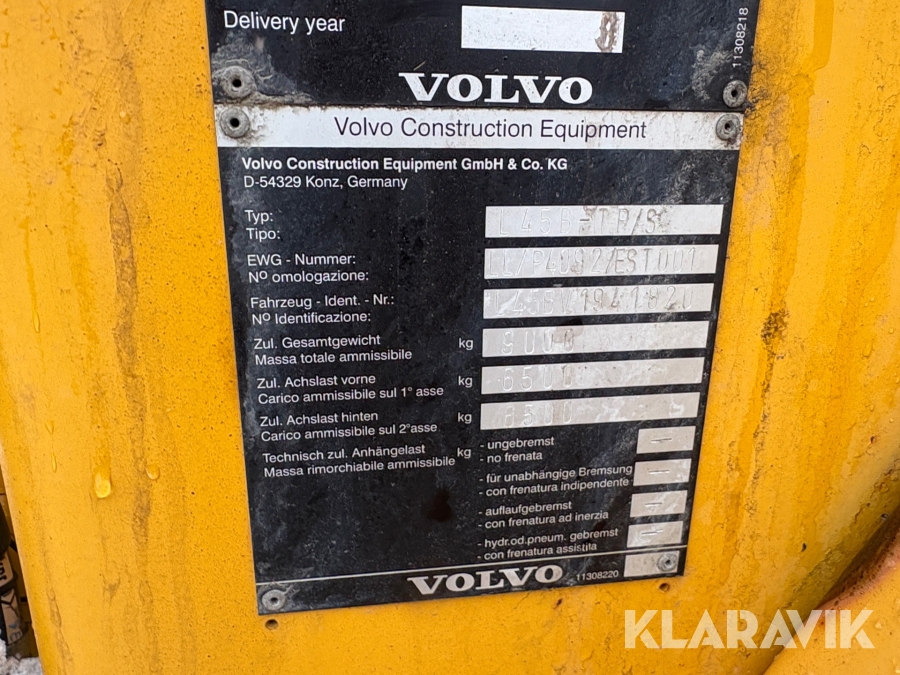 Delivery year
11308218
VOLVO
Volvo Construction Equipment
Volvo Construction Equipment GmbH & Co. KG
D-54329 Konz, Germany
Typ:
Tipo:
EWG - Nummer:
Nº omologazione:
Fahrzeug - Ident. - Nr.:
Nº Identificazione:
Zul. Gesamtgewicht
Massa totale ammissibile
kg
9000
Zul. Achslast vorne
Carico ammissibile sul 1° asse
kg
6500
Zul. Achslast hinten
Carico ammissibile sul 2°asse
kg
Technisch zul. Anhängelast
Massa rimorchiabile ammissibile
kg
- ungebremst
- no frenata
- für unabhängige Bremsung
- con frenatura indipendente
- auflaufgebremst
- con frenatura ad inerzia
- hydr.od.pneum. gebremst
- con frenatura assistita
VOLVO
11308220
KLARAVIK